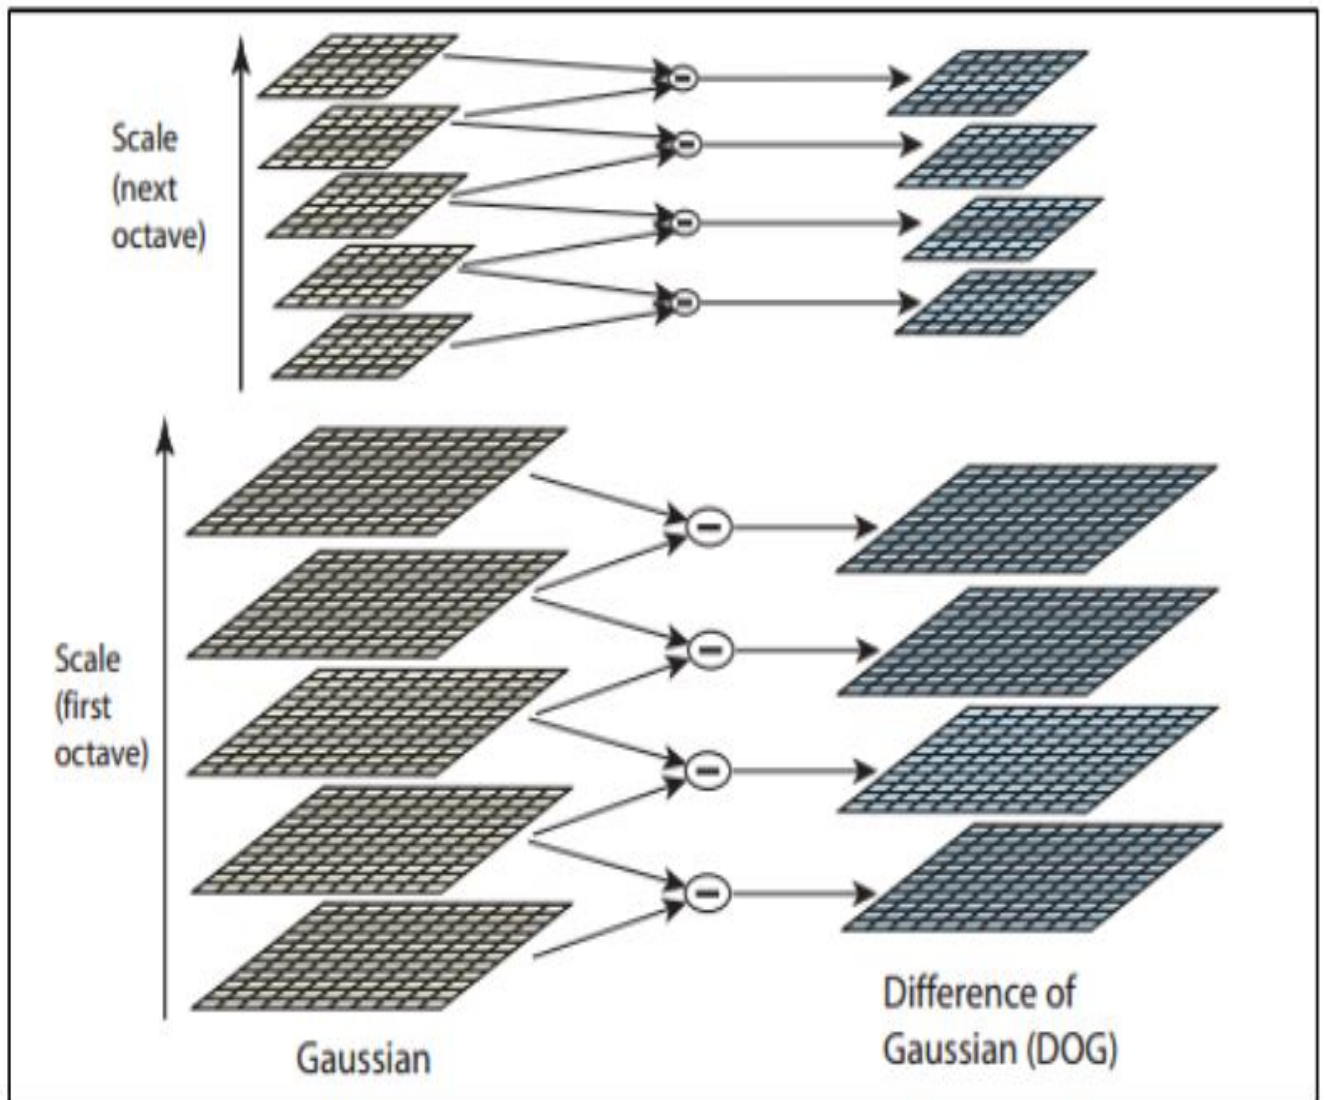 Scale
(next
octave)
Scale
(first
octave)
Gaussian
Difference of
Gaussian (DOG)